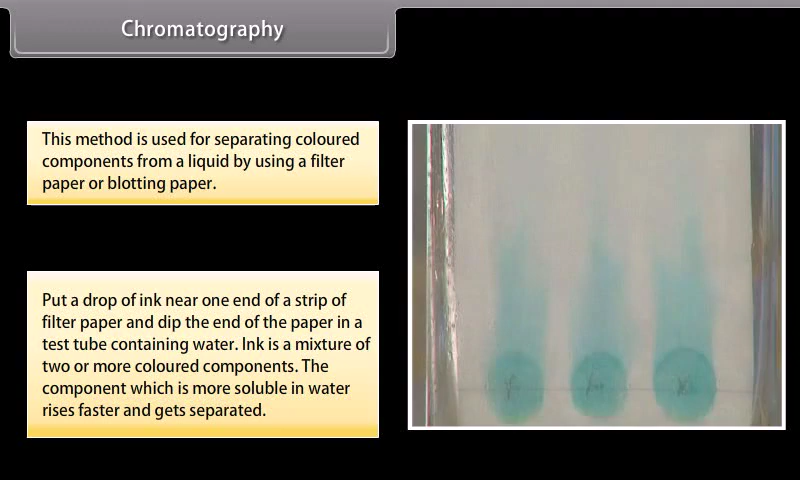 Chromatography
This method is used for separating coloured
components from a liquid by using a filter
paper or blotting paper.
Put a drop of ink near one end of a strip of
filter paper and dip the end of the paper in a
test tube containing water. Ink is a mixture of
two or more coloured components. The
component which is more soluble in water
rises faster and gets separated.